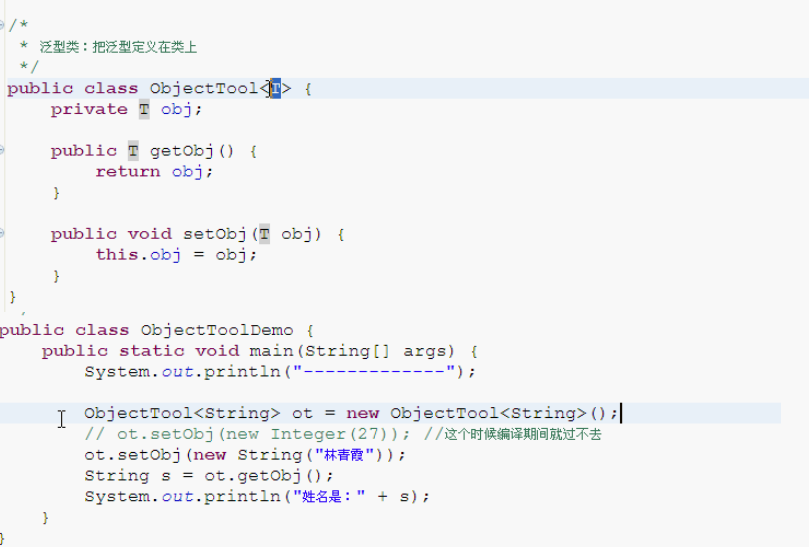 /*
 * 泛型类：把泛型定义在类上
 */
public class ObjectTool<T> {
    private T obj;
    public T getObj() {
        return obj;
    }
    public void setObj(T obj) {
        this.obj = obj;
    }
}
public class ObjectToolDemo {
    public static void main(String[] args) {
        System.out.println("-------------");
        ObjectTool<String> ot = new ObjectTool<String>();
        // ot.setObj(new Integer(27)); //这个时候编译期间就过不去
        ot.setObj(new String("林青霞"));
        String s = ot.getObj();
        System.out.println("姓名是：" + s);
    }
}